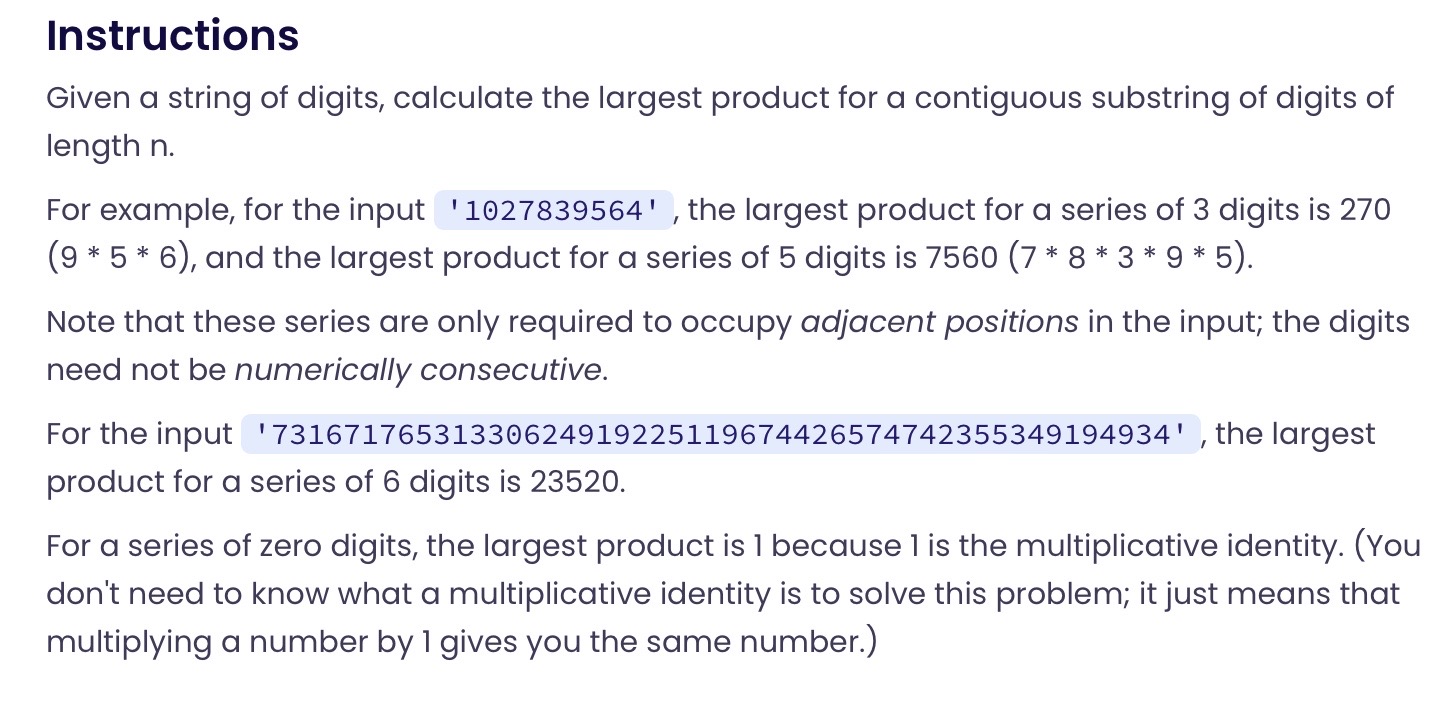 Instructions
Given a string of digits, calculate the largest product for a contiguous substring of digits of
length n.
For example, for the input '1027839564', the largest product for a series of 3 digits is 270
(9 * 5 * 6), and the largest product for a series of 5 digits is 7560 (7 * 8 * 3 * 9 * 5).
Note that these series are only required to occupy adjacent positions in the input; the digits
need not be numerically consecutive.
For the input '73167176531330624919225119674426574742355349194934', the largest
product for a series of 6 digits is 23520.
For a series of zero digits, the largest product is 1 because 1 is the multiplicative identity. (You
don't need to know what a multiplicative identity is to solve this problem; it just means that
multiplying a number by 1 gives you the same number.)